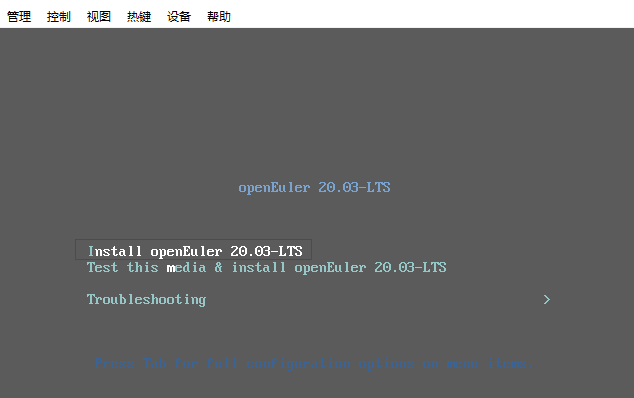 管理 控制 视图 热键 设备 帮助
openEuler 20.03-LTS
Install openEuler 20.03-LTS
Test this media & install openEuler 20.03-LTS
Troubleshooting >
Press Tab for full configuration options on menu items.